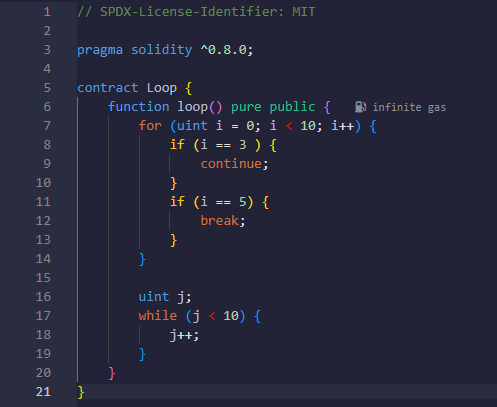 1 // SPDX-License-Identifier: MIT
2
3 pragma solidity ^0.8.0;
4
5 contract Loop {
6     function loop() pure public {    infinite gas
7         for (uint i = 0; i < 10; i++) {
8             if (i == 3 ) {
9                 continue;
10             }
11             if (i == 5) {
12                 break;
13             }
14         }
15
16         uint j;
17         while (j < 10) {
18             j++;
19         }
20     }
21 }